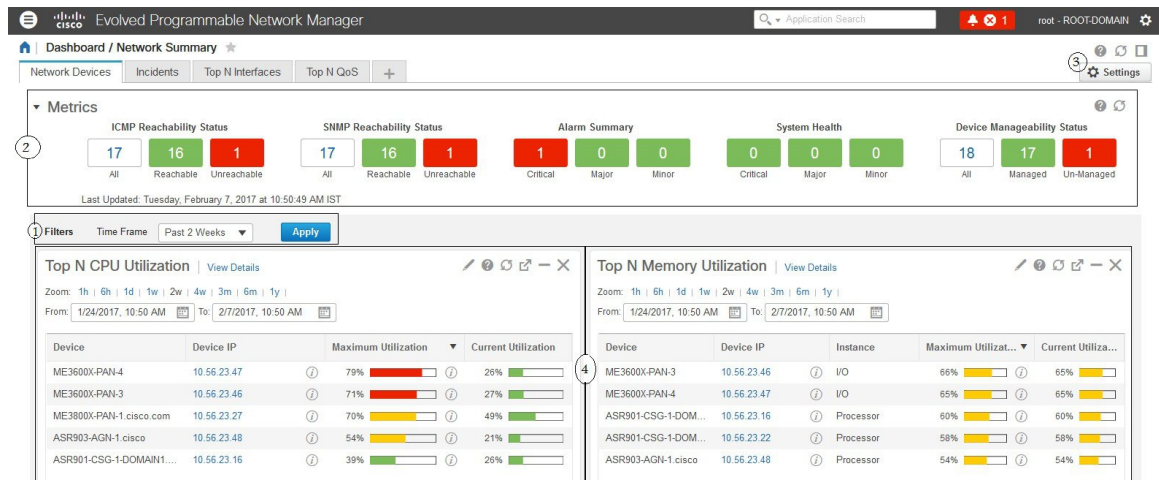 cisco Evolved Programmable Network Manager Application Search 1 root - ROOT-DOMAIN
Dashboard / Network Summary
Network Devices Incidents Top N Interfaces Top N QoS + 3 Settings
Metrics
2
ICMP Reachability Status SNMP Reachability Status Alarm Summary System Health Device Manageability Status
17 16 1 17 16 1 1 0 0 0 0 0 18 17 1
All Reachable Unreachable All Reachable Unreachable Critical Major Minor Critical Major Minor All Managed Un-Managed
Last Updated: Tuesday, February 7, 2017 at 10:50:49 AM IST
1 Filters Time Frame Past 2 Weeks Apply
Top N CPU Utilization | View Details
Zoom: 1h | 6h | 1d | 1w | 2w | 4w | 3m | 6m | 1y |
From: 1/24/2017, 10:50 AM To: 2/7/2017, 10:50 AM
Device Device IP Maximum Utilization Current Utilization
ME3600X-PAN-4 10.56.23.47 79% 26%
ME3600X-PAN-3 10.56.23.46 71% 27%
ME3800X-PAN-1.cisco.com 10.56.23.27 70% 49%
ASR903-AGN-1.cisco 10.56.23.48 54% 21%
ASR901-CSG-1-DOMAIN1.... 10.56.23.16 39% 26%
4
Top N Memory Utilization | View Details
Zoom: 1h | 6h | 1d | 1w | 2w | 4w | 3m | 6m | 1y |
From: 1/24/2017, 10:50 AM To: 2/7/2017, 10:50 AM
Device Device IP Instance Maximum Utilizat... Current Utiliza...
ME3600X-PAN-3 10.56.23.46 I/O 66% 65%
ME3600X-PAN-4 10.56.23.47 I/O 65% 65%
ASR901-CSG-1-DOM... 10.56.23.16 Processor 60% 60%
ASR901-CSG-1-DOM... 10.56.23.22 Processor 58% 58%
ASR903-AGN-1.cisco 10.56.23.48 Processor 54% 54%